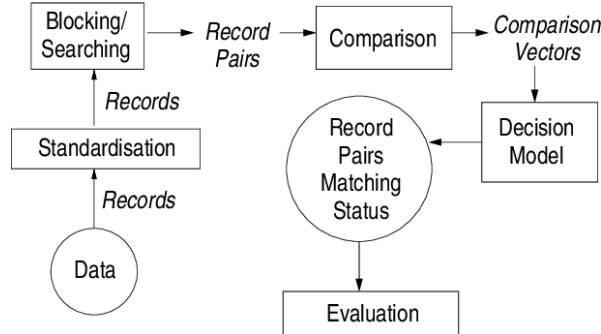 Blocking/
Searching
Record
Pairs
Comparison
Comparison
Vectors
Records
Standardisation
Records
Data
Record
Pairs
Matching
Status
Decision
Model
Evaluation